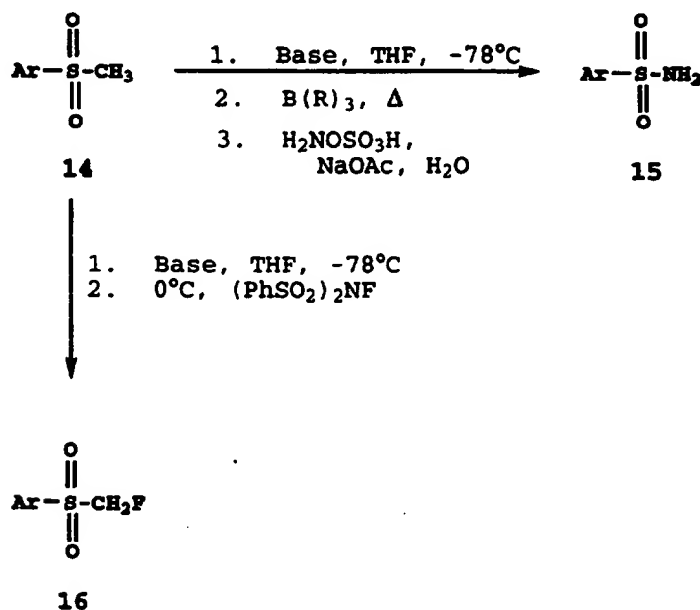 O
Ar-S-CH₃
O
14
1. Base, THF, -78°C
2. B(R)₃, Δ
3. H₂NOSO₃H,
NaOAc, H₂O
O
Ar-S-NH₂
O
15
1. Base, THF, -78°C
2. 0°C, (PhSO₂)₂NF
O
Ar-S-CH₂F
O
16